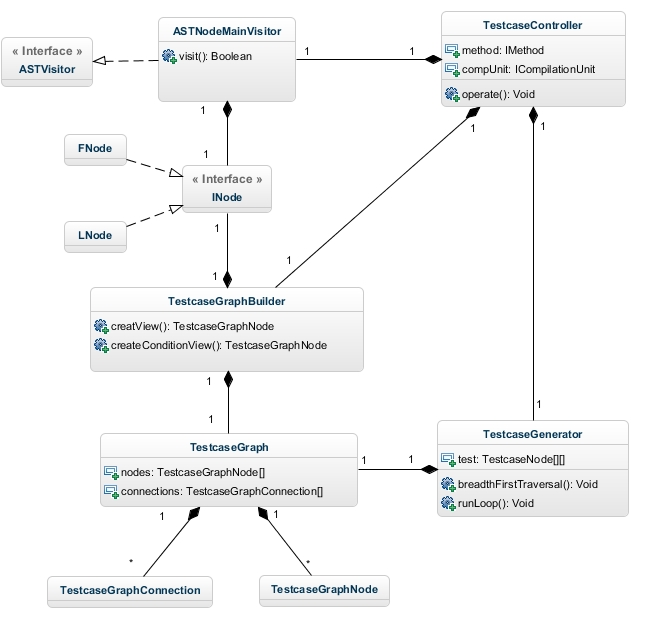 « Interface »
ASTVisitor
ASTNodeMainVisitor
visit(): Boolean
1
1
TestcaseController
method: IMethod
compUnit: ICompilationUnit
operate(): Void
1
1
FNode
LNode
« Interface »
INode
1
1
1
1
1
1
TestcaseGraphBuilder
creatView(): TestcaseGraphNode
createConditionView(): TestcaseGraphNode
1
1
1
TestcaseGraph
nodes: TestcaseGraphNode[]
connections: TestcaseGraphConnection[]
1
1
TestcaseGenerator
test: TestcaseNode[][]
breadthFirstTraversal(): Void
runLoop(): Void
1
1
*
*
TestcaseGraphConnection
TestcaseGraphNode